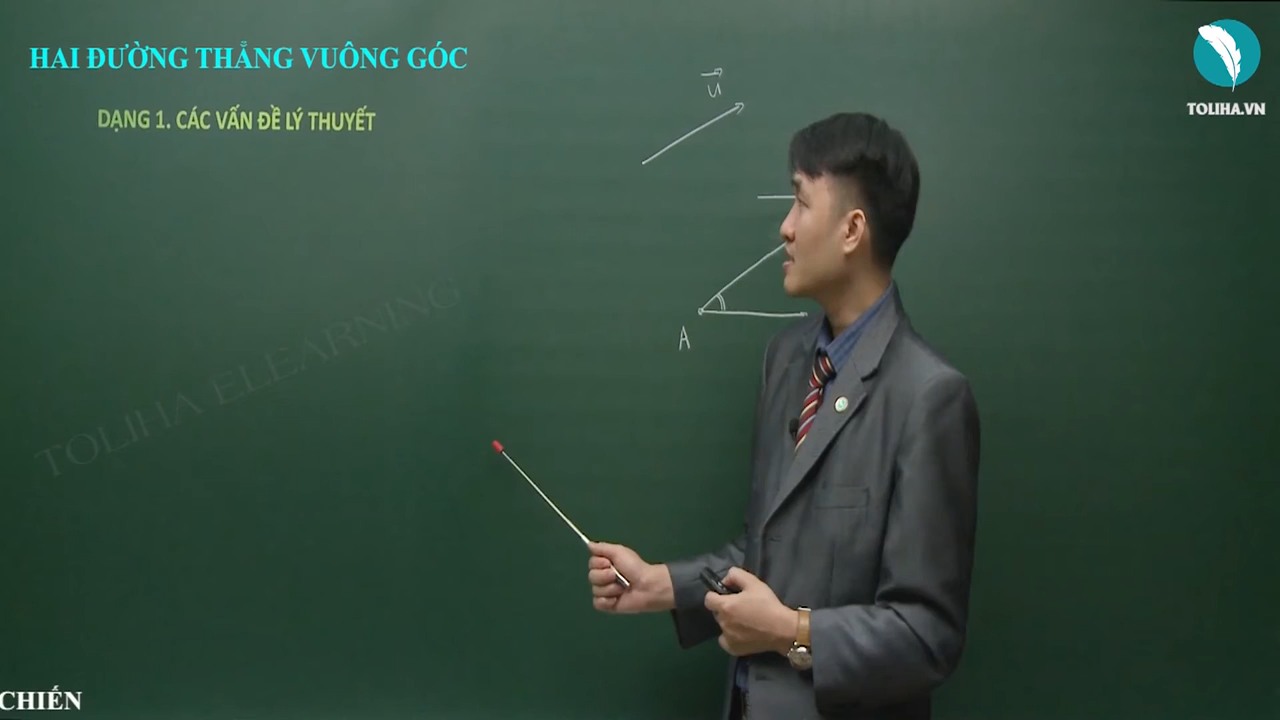 HAI ĐƯỜNG THẲNG VUÔNG GÓC
DẠNG 1. CÁC VẤN ĐỀ LÝ THUYẾT
u
A
TOLIHA.VN
TOLIHA ELEARNING
CHIẾN